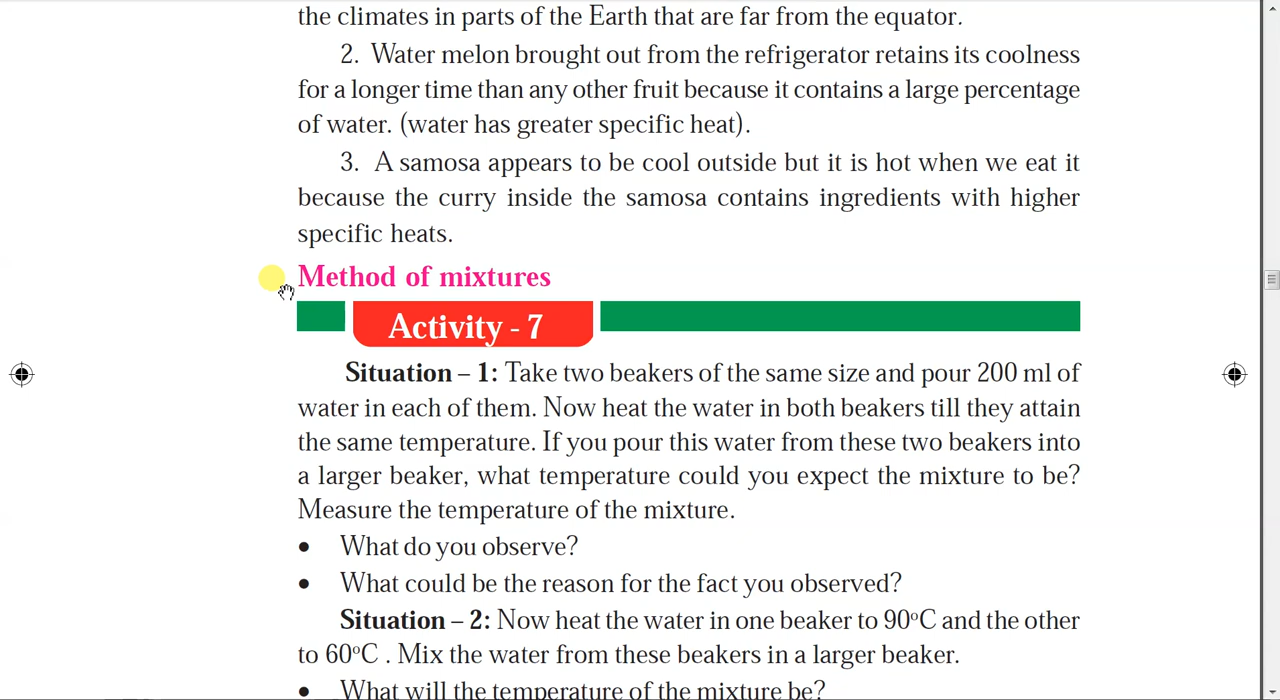 the climates in parts of the Earth that are far from the equator.
2. Water melon brought out from the refrigerator retains its coolness
for a longer time than any other fruit because it contains a large percentage
of water. (water has greater specific heat).
3. A samosa appears to be cool outside but it is hot when we eat it
because the curry inside the samosa contains ingredients with higher
specific heats.
Method of mixtures
Activity - 7
Situation – 1: Take two beakers of the same size and pour 200 ml of
water in each of them. Now heat the water in both beakers till they attain
the same temperature. If you pour this water from these two beakers into
a larger beaker, what temperature could you expect the mixture to be?
Measure the temperature of the mixture.
• What do you observe?
• What could be the reason for the fact you observed?
Situation – 2: Now heat the water in one beaker to 90°C and the other
to 60°C . Mix the water from these beakers in a larger beaker.
• What will the temperature of the mixture be?